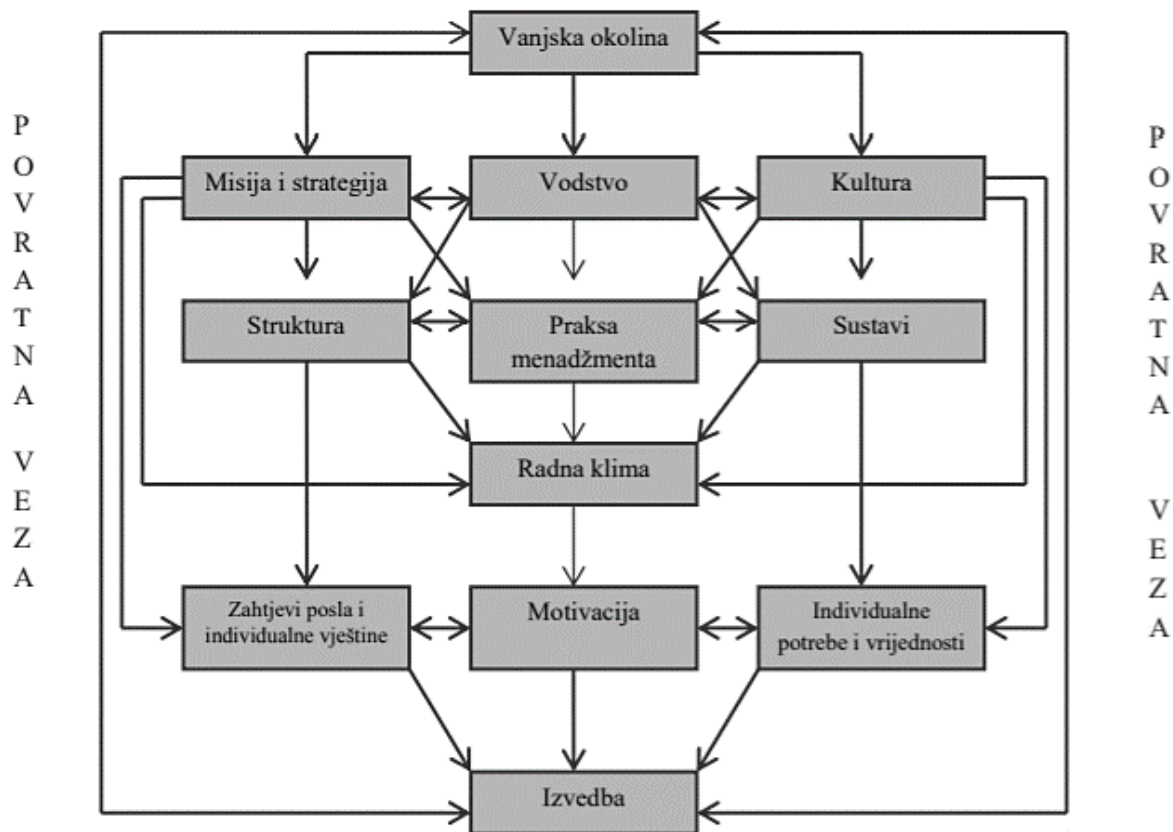 Vanjska okolina
Misija i strategija
Vodstvo
Kultura
Struktura
Praksa
menadžmenta
Sustavi
Radna klima
Zahtjevi posla i
individualne vještine
Motivacija
Individualne
potrebe i vrijednosti
Izvedba
P
O
V
R
A
T
N
A
V
E
Z
A
P
O
V
R
A
T
N
A
V
E
Z
A